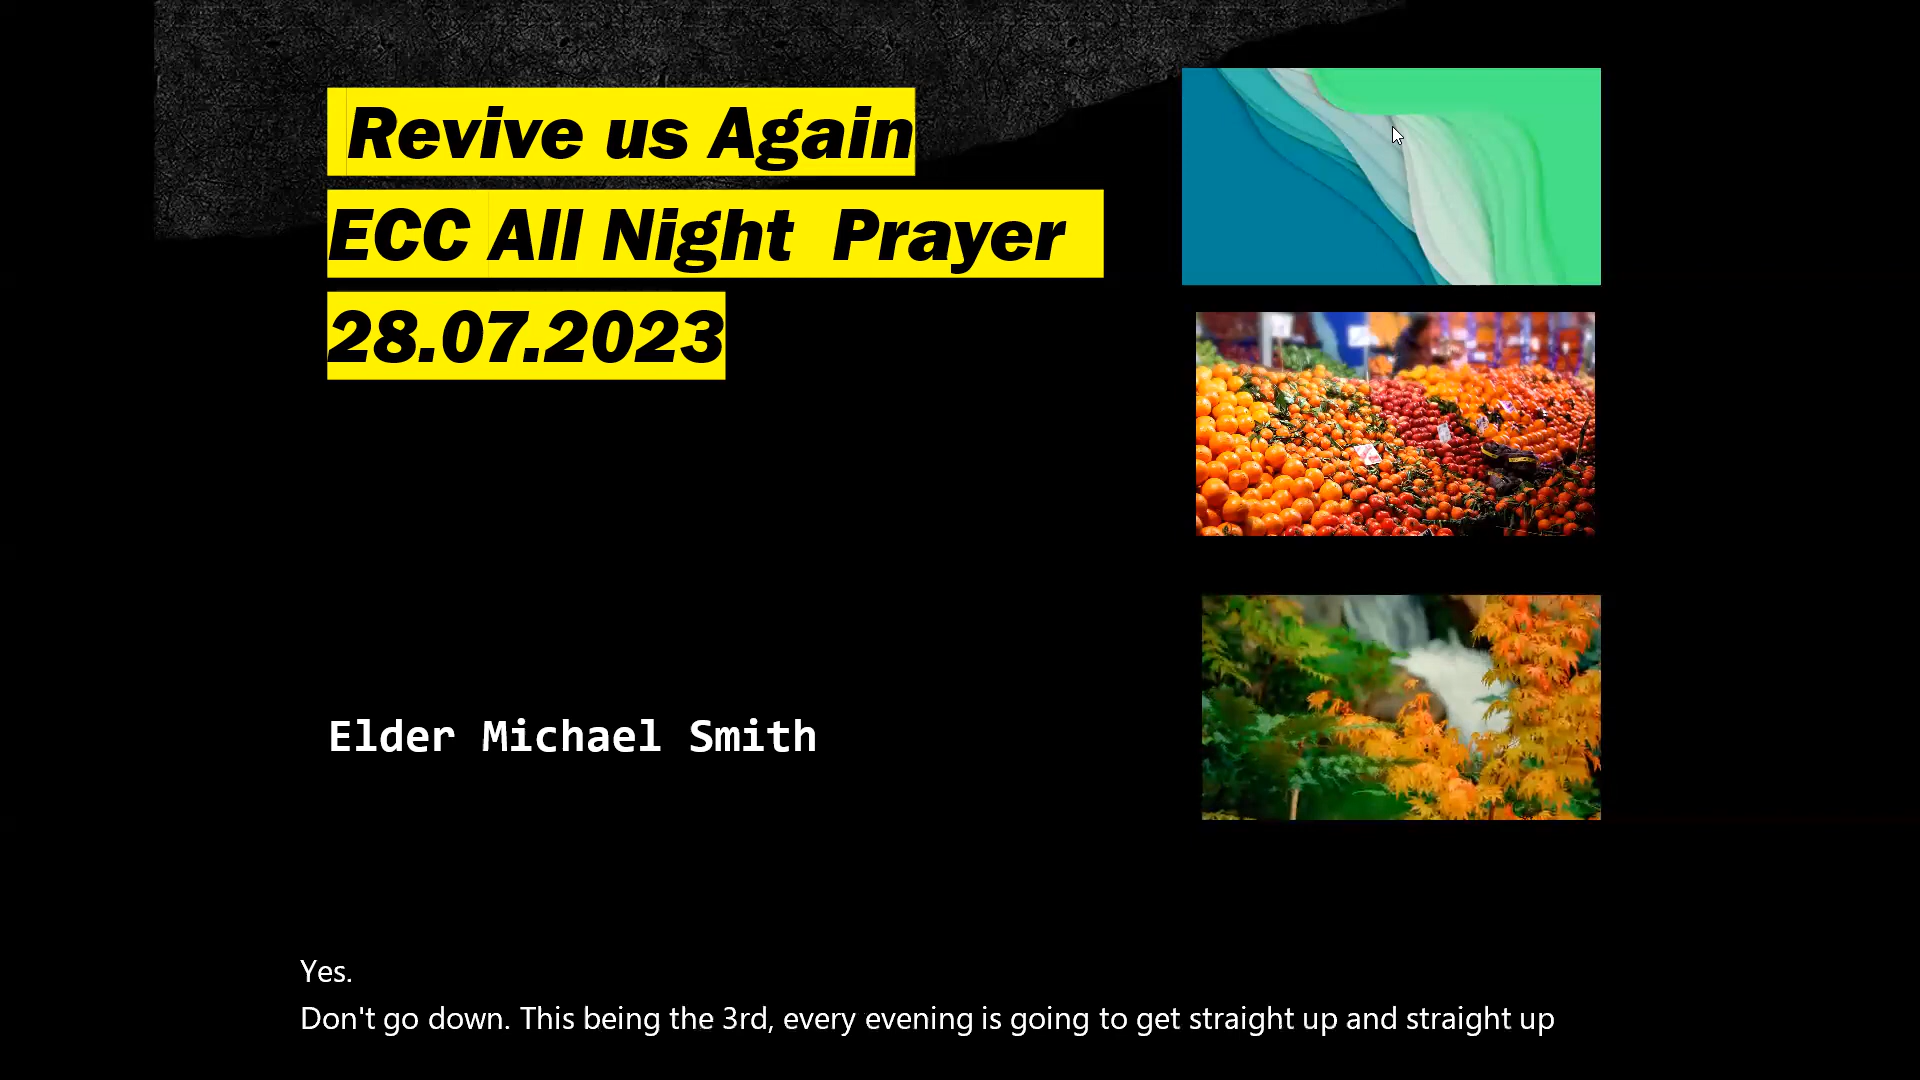 Revive us Again
ECC All Night Prayer
28.07.2023
Elder Michael Smith
Yes.
Don't go down. This being the 3rd, every evening is going to get straight up and straight up